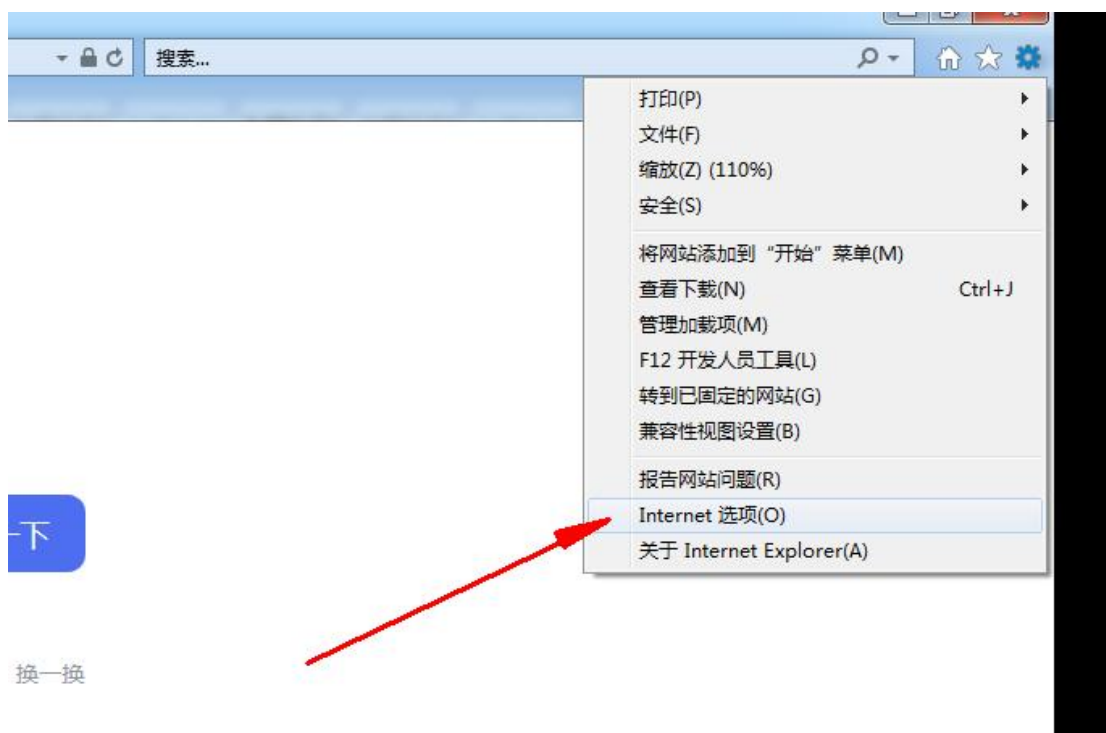 搜索...
打印(P)
文件(F)
缩放(Z) (110%)
安全(S)
将网站添加到“开始”菜单(M)
查看下载(N) Ctrl+J
管理加载项(M)
F12 开发人员工具(L)
转到已固定的网站(G)
兼容性视图设置(B)
报告网站问题(R)
Internet 选项(O)
关于 Internet Explorer(A)
一下
换一换